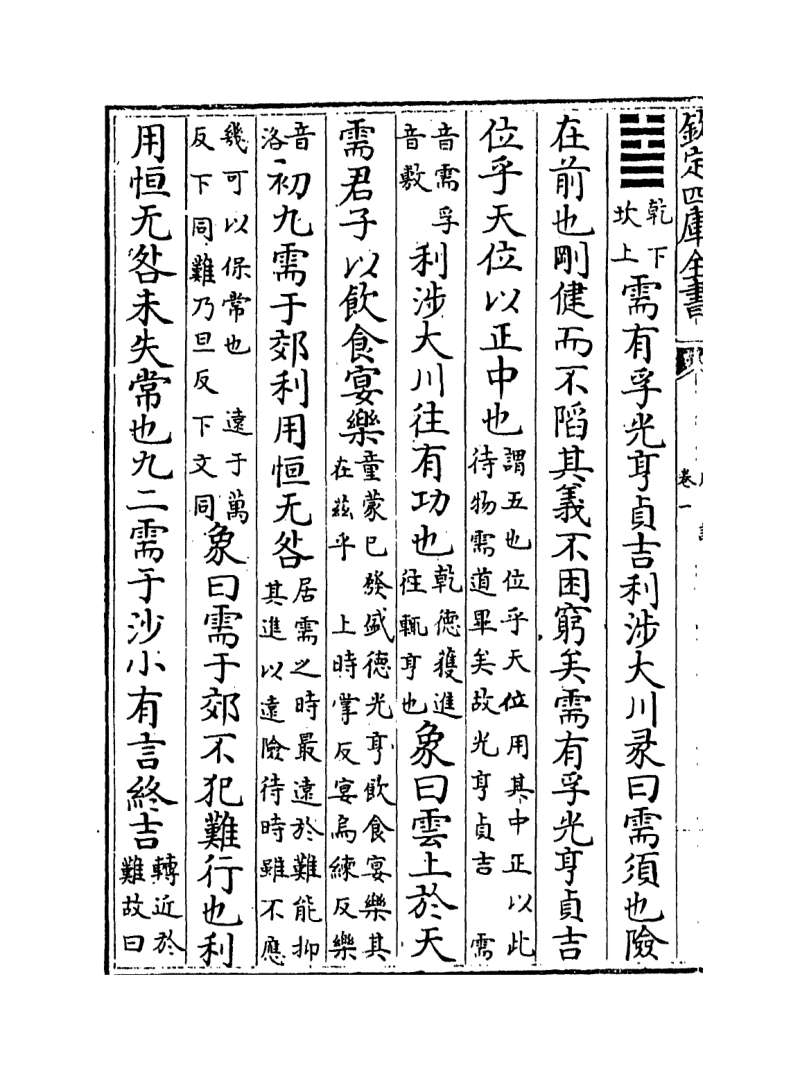 欽定四庫全書
卷一
䷄乾下坎上需有孚光亨貞吉利涉大川彖曰需須也險
在前也剛健而不陷其義不困窮矣需有孚光亨貞吉
位乎天位以正中也謂五也位乎天位用其中正以此待物需道畢矣故光亨貞吉 需
音需孚音敷利涉大川往有功也乾德獲進往輒亨也象曰雲上於天
需君子以飲食宴樂童蒙已發盛德光亨飲食宴樂其在茲乎 上時掌反宴烏練反樂
音洛初九需于郊利用恒无咎居需之時最遠於難能抑其進以遠險待時雖不應
幾可以保常也 遠于萬反下同難乃旦反下文同象曰需于郊不犯難行也利
用恒无咎未失常也九二需于沙小有言終吉轉近於難故曰